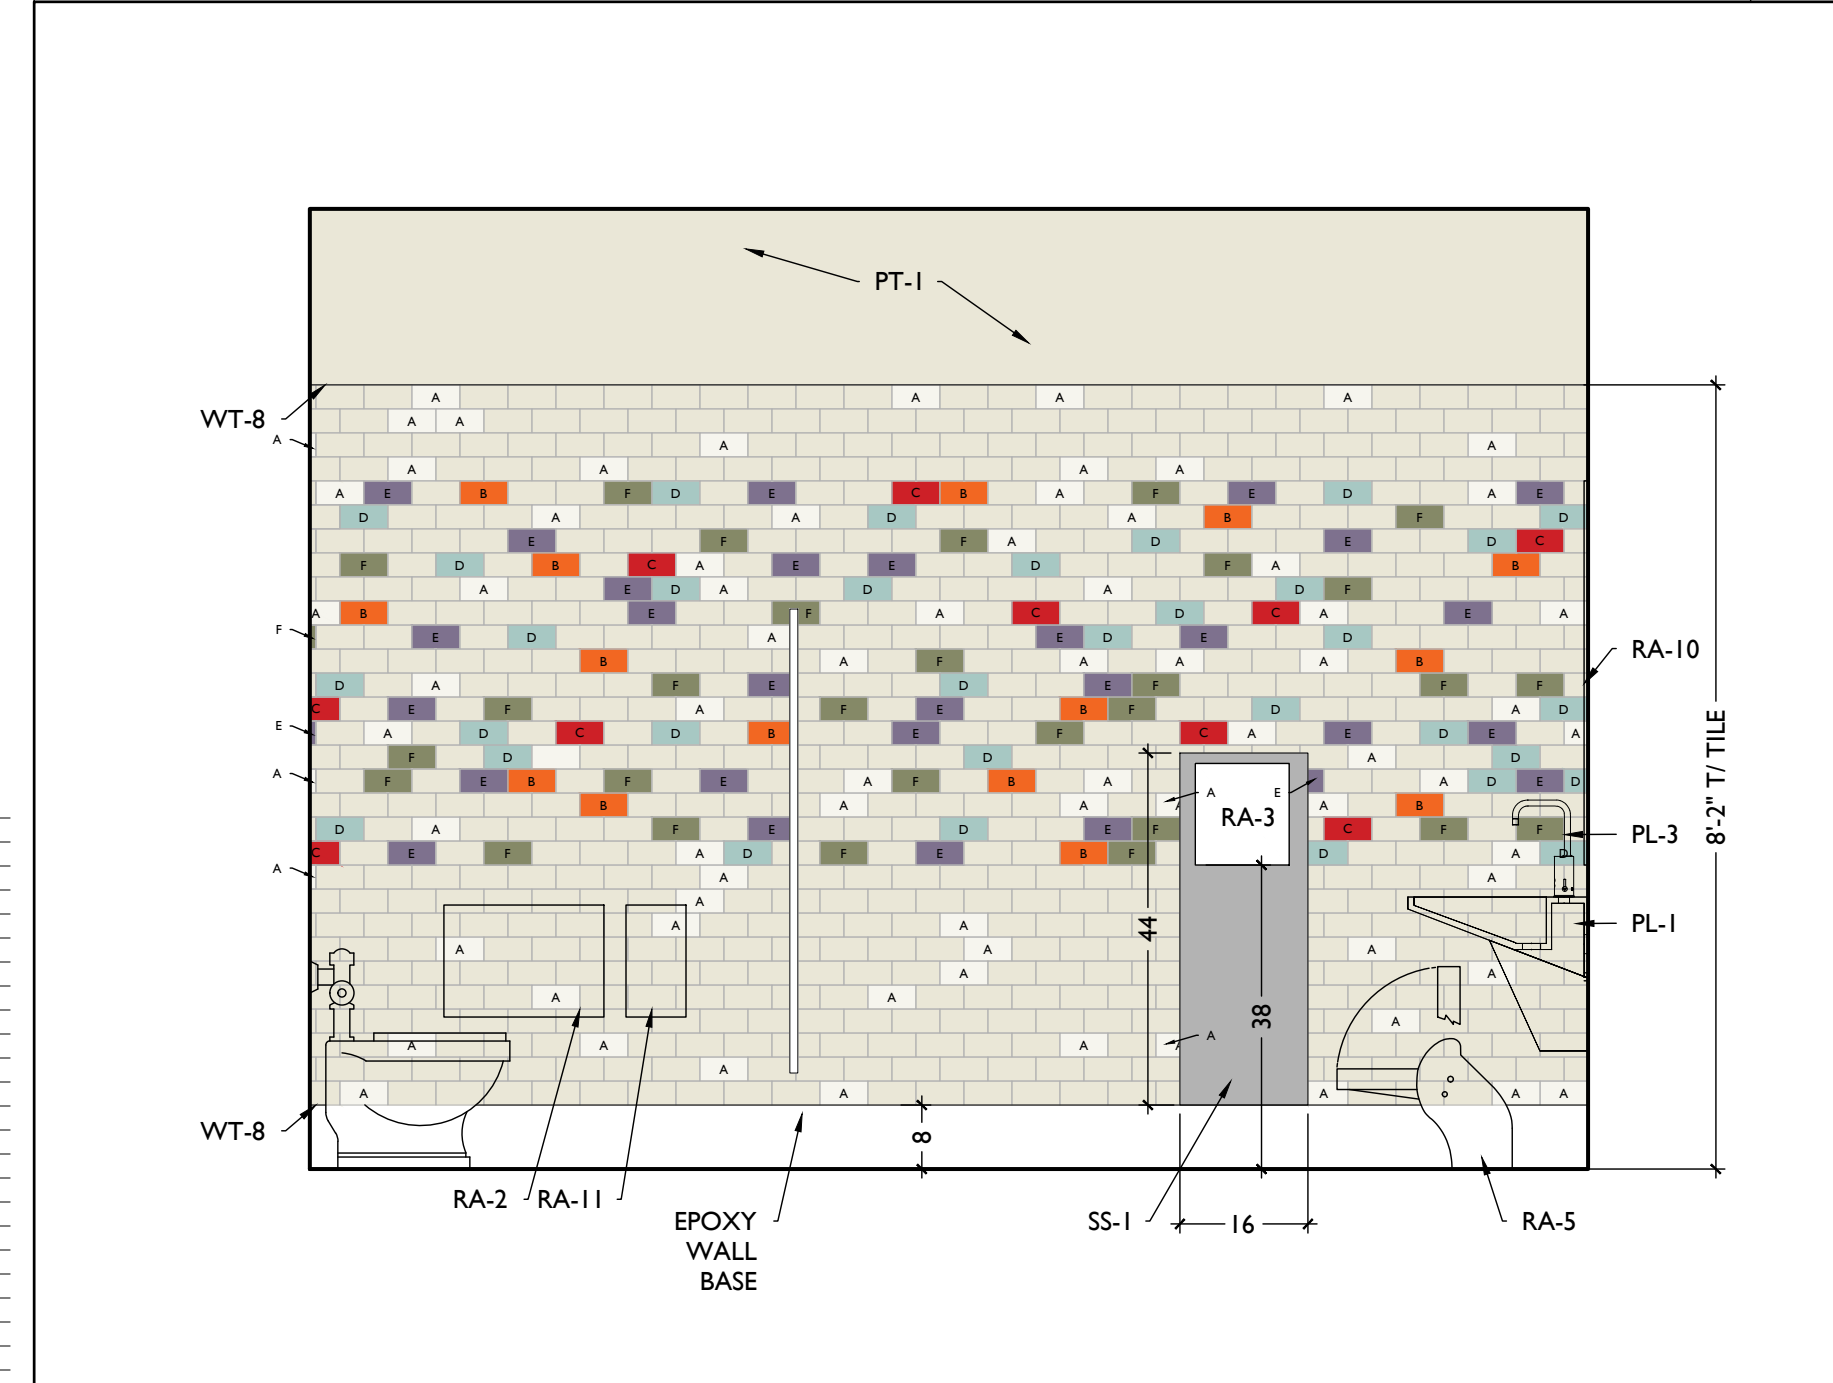 PT-1
A A A A
WT-8
A A
A A A
A A A A
A E B F D E C B A F E D A E
D A A D A B F D
E F F A D E D C
F D B C A E E D F A B
A E D A D A D F
A B E F A C D C A E A
F E D A E D E D
B A F A A A B RA-10
D A F E D E F F F
C E F A F E B F D A D
E A D C D B E F C A E D E A
F D D A D
A F E B F E A F B A D E D
B A A A A E A B
RA-3
D A F E D E F C F F PL-3
C E F A D F E B F D A D
A A A
A
A A 44 PL-1
A A A
A A
A A
38 A
A A A A A
A
A A A A A
WT-8 8
8'-2" T/ TILE
RA-2 RA-11
EPOXY
WALL
BASE
SS-1 16 RA-5